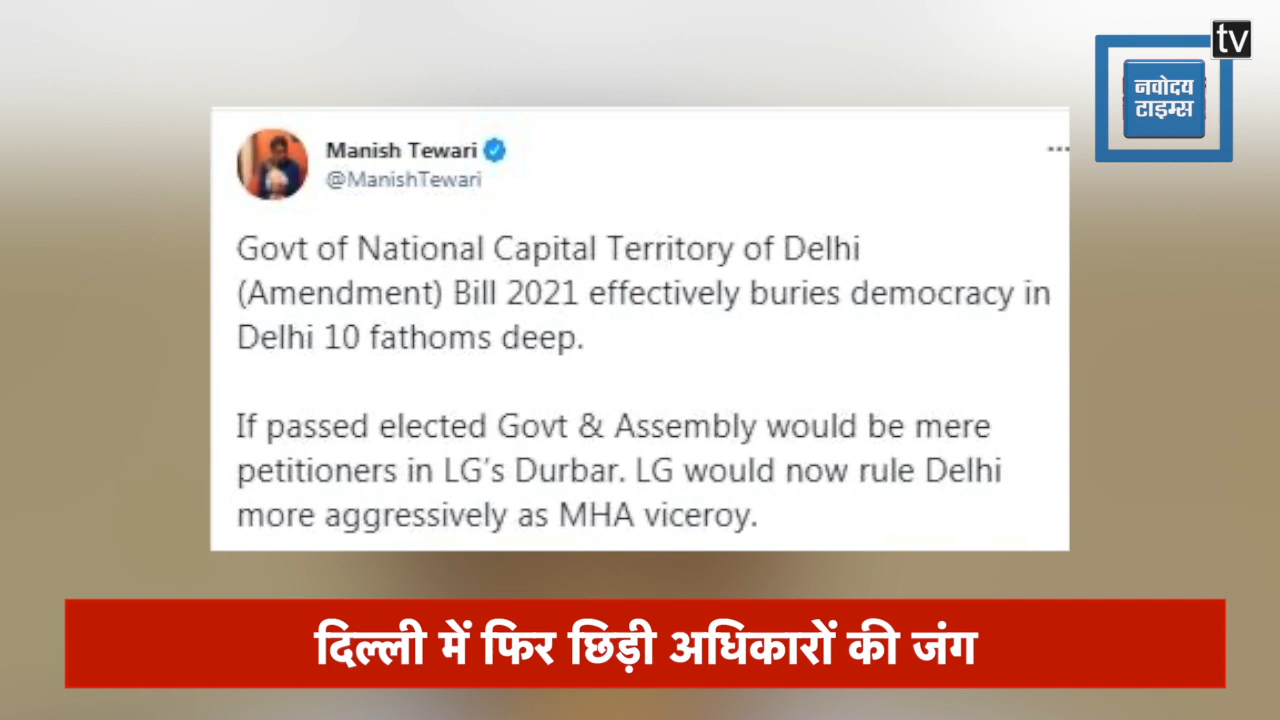 tv
नवोदय
टाइम्स
Manish Tewari
@ManishTewari
Govt of National Capital Territory of Delhi
(Amendment) Bill 2021 effectively buries democracy in
Delhi 10 fathoms deep.
If passed elected Govt & Assembly would be mere
petitioners in LG's Durbar. LG would now rule Delhi
more aggressively as MHA viceroy.
दिल्ली में फिर छिड़ी अधिकारों की जंग